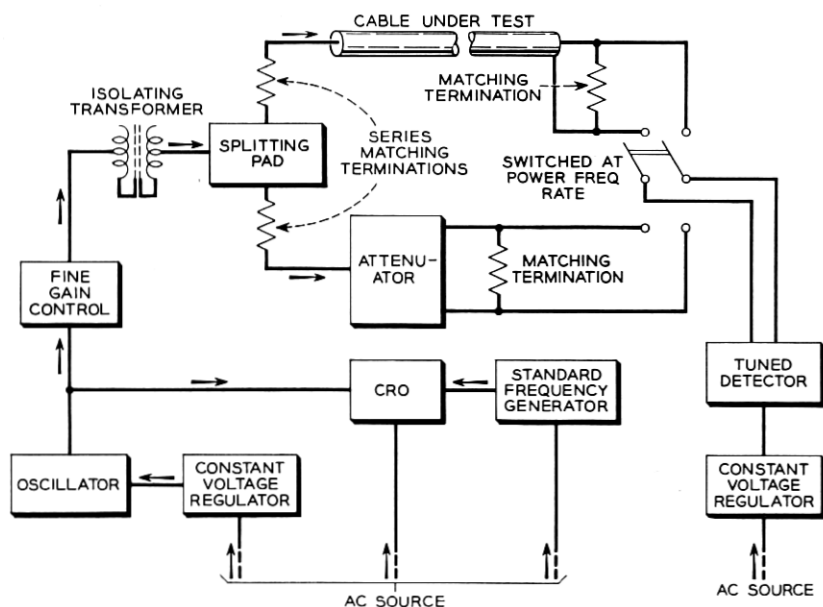 CABLE UNDER TEST
ISOLATING
TRANSFORMER
MATCHING
TERMINATION
SPLITTING
PAD
SERIES
MATCHING
TERMINATIONS
SWITCHED AT
POWER FREQ
RATE
ATTENU-
ATOR
MATCHING
TERMINATION
FINE
GAIN
CONTROL
TUNED
DETECTOR
CRO
STANDARD
FREQUENCY
GENERATOR
OSCILLATOR
CONSTANT
VOLTAGE
REGULATOR
CONSTANT
VOLTAGE
REGULATOR
AC SOURCE
AC SOURCE